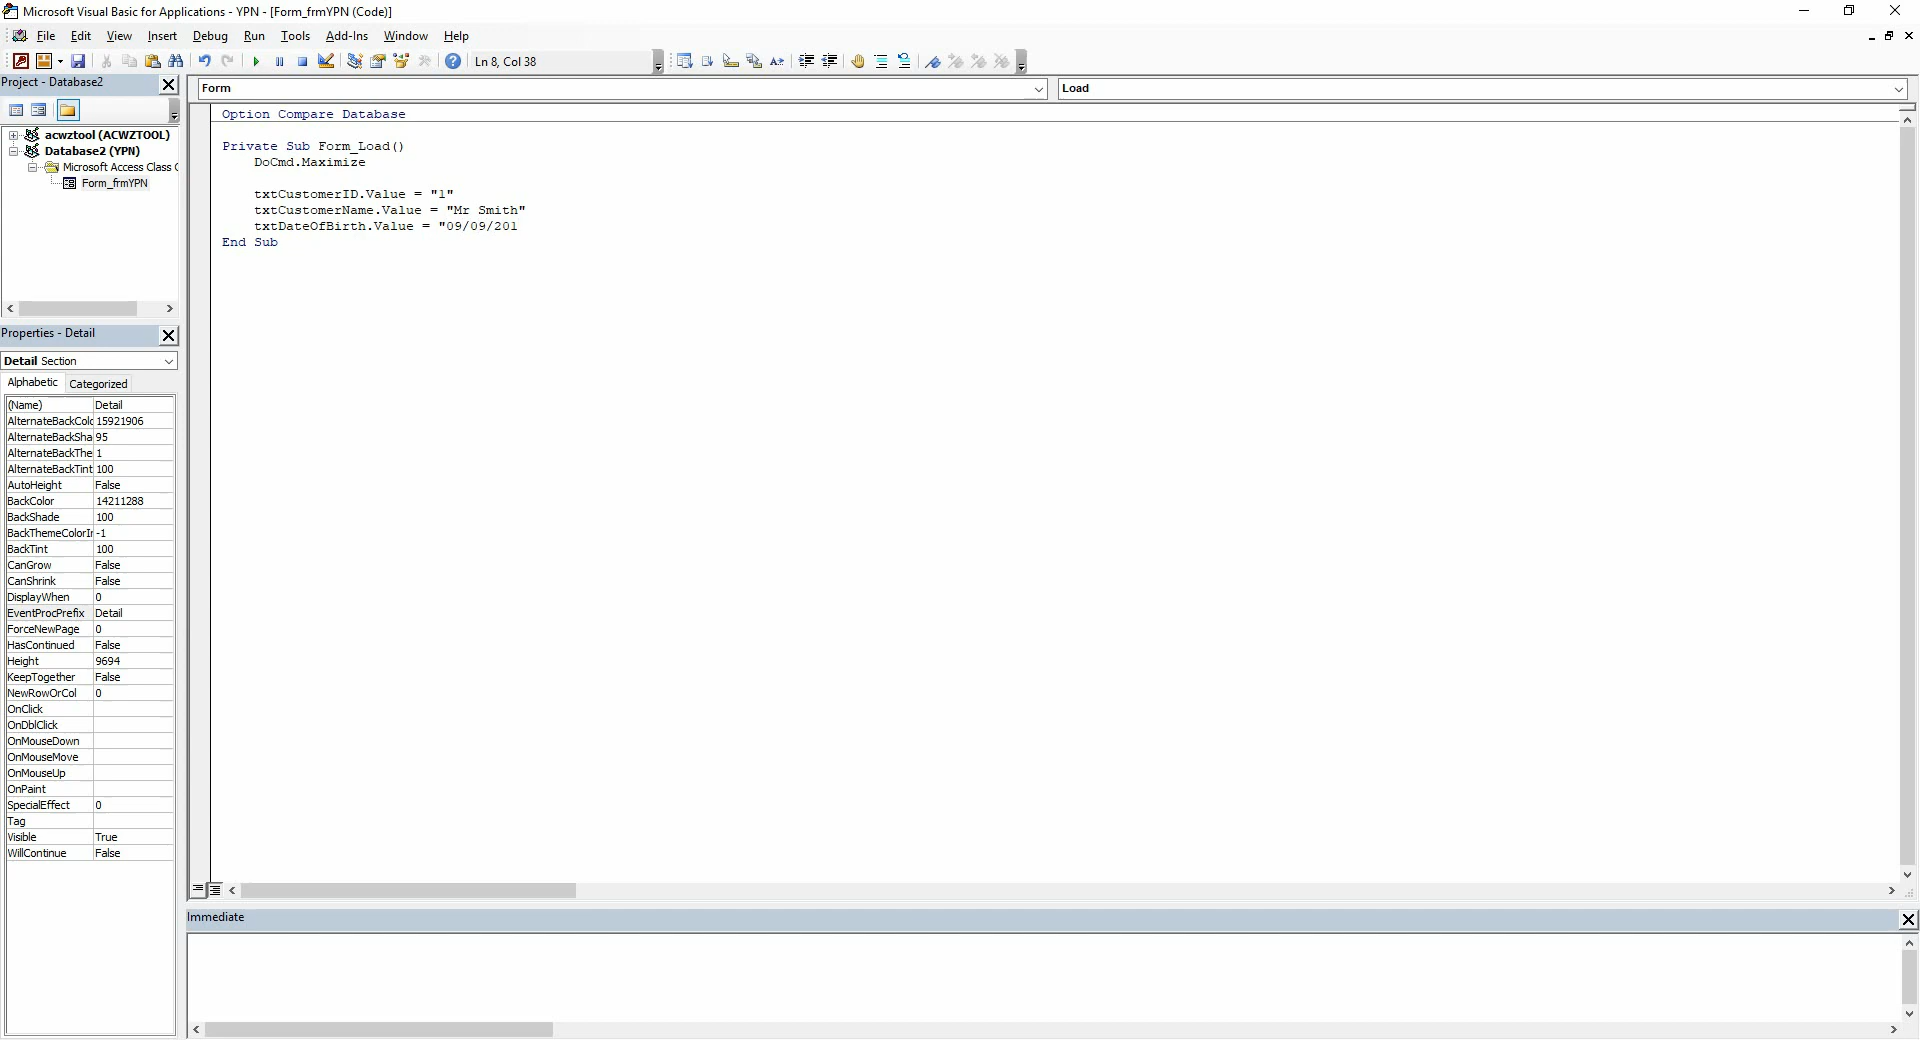 Microsoft Visual Basic for Applications - YPN - [Form_frmYPN (Code)]
File Edit View Insert Debug Run Tools Add-Ins Window Help
Ln 8, Col 38
Project - Database2
acwztool (ACWZTOOL)
Database2 (YPN)
Microsoft Access Class
Form_frmYPN
Properties - Detail
Detail Section
Alphabetic Categorized
(Name) Detail
AlternateBackColo 15921906
AlternateBackSha 95
AlternateBackThe 1
AlternateBackTint 100
AutoHeight False
BackColor 14211288
BackShade 100
BackThemeColorIn -1
BackTint 100
CanGrow False
CanShrink False
DisplayWhen 0
EventProcPrefix Detail
ForceNewPage 0
HasContinued False
Height 9694
KeepTogether False
NewRowOrCol 0
OnClick
OnDblClick
OnMouseDown
OnMouseMove
OnMouseUp
OnPaint
SpecialEffect 0
Tag
Visible True
WillContinue False
Form Load
Option Compare Database
Private Sub Form_Load()
DoCmd.Maximize
txtCustomerID.Value = "1"
txtCustomerName.Value = "Mr Smith"
txtDateOfBirth.Value = "09/09/201
End Sub
Immediate